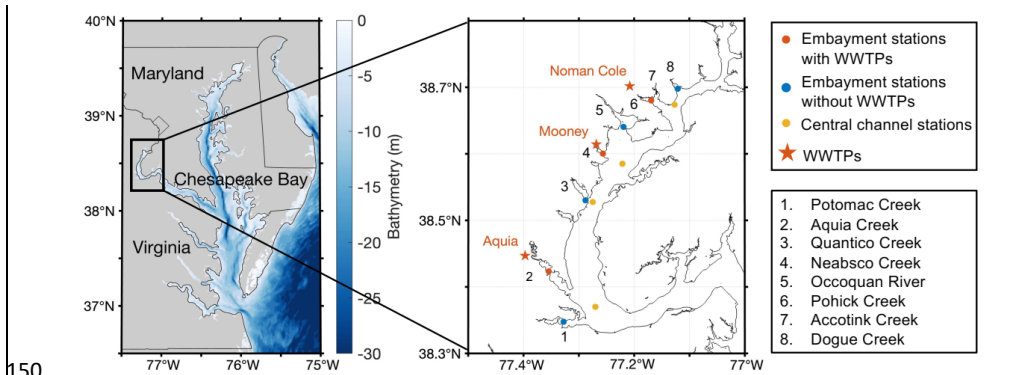 40°N
39°N
38°N
37°N
77°W
76°W
75°W
Maryland
Chesapeake Bay
Virginia
0
-5
-10
-15
-20
-25
-30
Bathymetry (m)
38.7°N
38.5°N
38.3°N
77.4°W
77.2°W
77°W
Noman Cole
Mooney
Aquia
8
7
6
5
4
3
2
1
Embayment stations
with WWTPs
Embayment stations
without WWTPs
Central channel stations
WWTPs
1. Potomac Creek
2. Aquia Creek
3. Quantico Creek
4. Neabsco Creek
5. Occoquan River
6. Pohick Creek
7. Accotink Creek
8. Dogue Creek
150